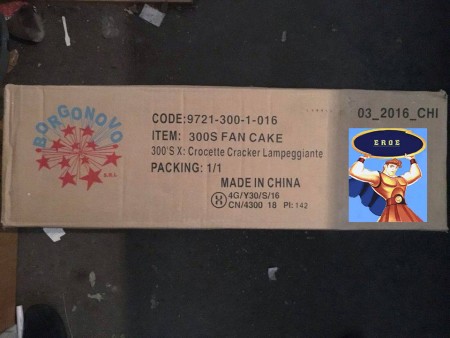 BORGONOVO
S.R.L.
CODE:9721-300-1-016
ITEM: 300S FAN CAKE
300'S X: Crocette Cracker Lampeggiante
PACKING: 1/1
MADE IN CHINA
4G/Y30/S/16
CN/4300 18 PI: 142
03_2016_CHI
EROE